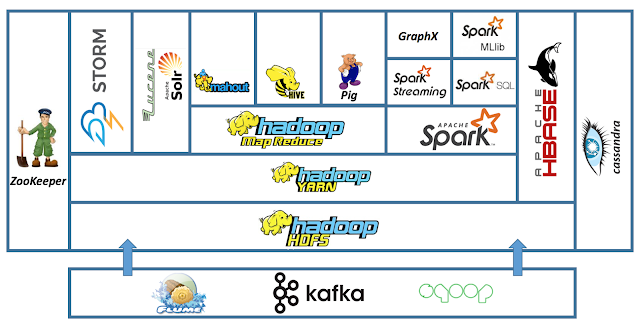 ZooKeeper
STORM
Lucene
Apache
Solr
mahout
HIVE
Pig
GraphX
Spark
MLlib
Spark
Streaming
Spark SQL
hadoop
Map Reduce
APACHE
Spark
TM
APACHE
HBASE
cassandra
hadoop
YARN
hadoop
HDFS
FLUME
kafka
sqoop